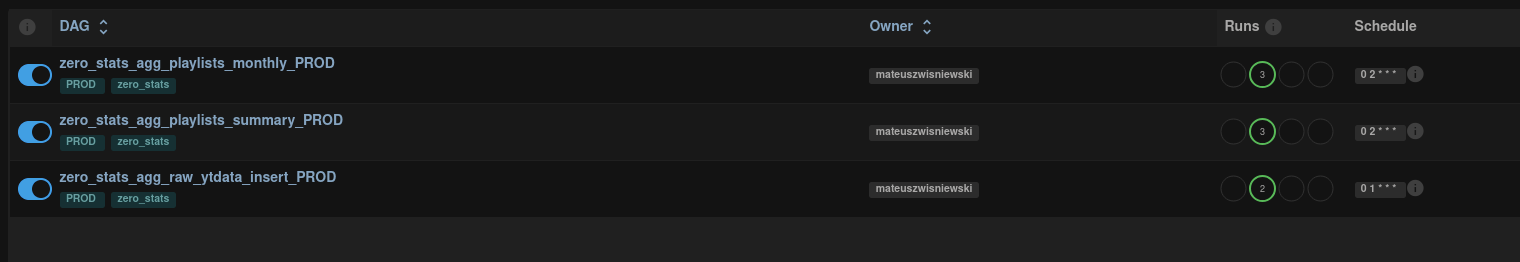 DAG Owner Runs Schedule
zero_stats_agg_playlists_monthly_PROD
PROD zero_stats mateuszwisniewski 3 0 2 * * *
zero_stats_agg_playlists_summary_PROD
PROD zero_stats mateuszwisniewski 3 0 2 * * *
zero_stats_agg_raw_ytdata_insert_PROD
PROD zero_stats mateuszwisniewski 2 0 1 * * *